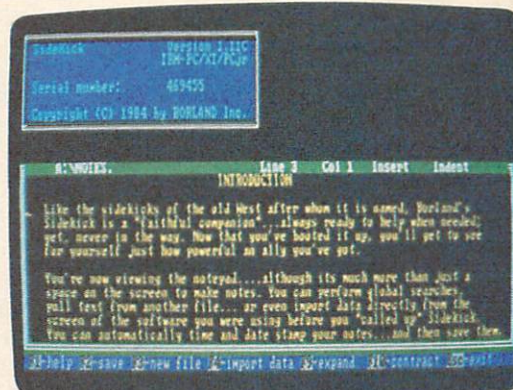 SideKick Version 1.11C
IBM-PC/XT/PCjr
Serial number: 469455
Copyright (C) 1984 by BORLAND Inc.
A:\NOTES. Line 3 Col 1 Insert Indent
INTRODUCTION
Like the sidekicks of the old West after whom it is named, Borland's
Sidekick is a "faithful companion"...always ready to help when needed;
yet, never in the way. Now that you've booted it up, you'll get to see
for yourself just how powerful an ally you've got.
You're now viewing the notepad....although its much more than just a
space on the screen to make notes. You can perform global searches,
pull text from another file... or even import data directly from the
screen of the software you were using before you "called up" Sidekick.
You can automatically time and date stamp your notes...and then save them.
F1-help F2-save F3-new file F4-import data F5-expand F6-contract Esc-exit